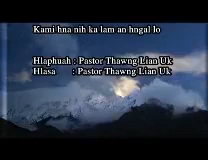 Kami hna nih ka lam an hngal lo
Hlaphuah : Pastor Thawng Lian Uk
Hlasa : Pastor Thawng Lian Uk